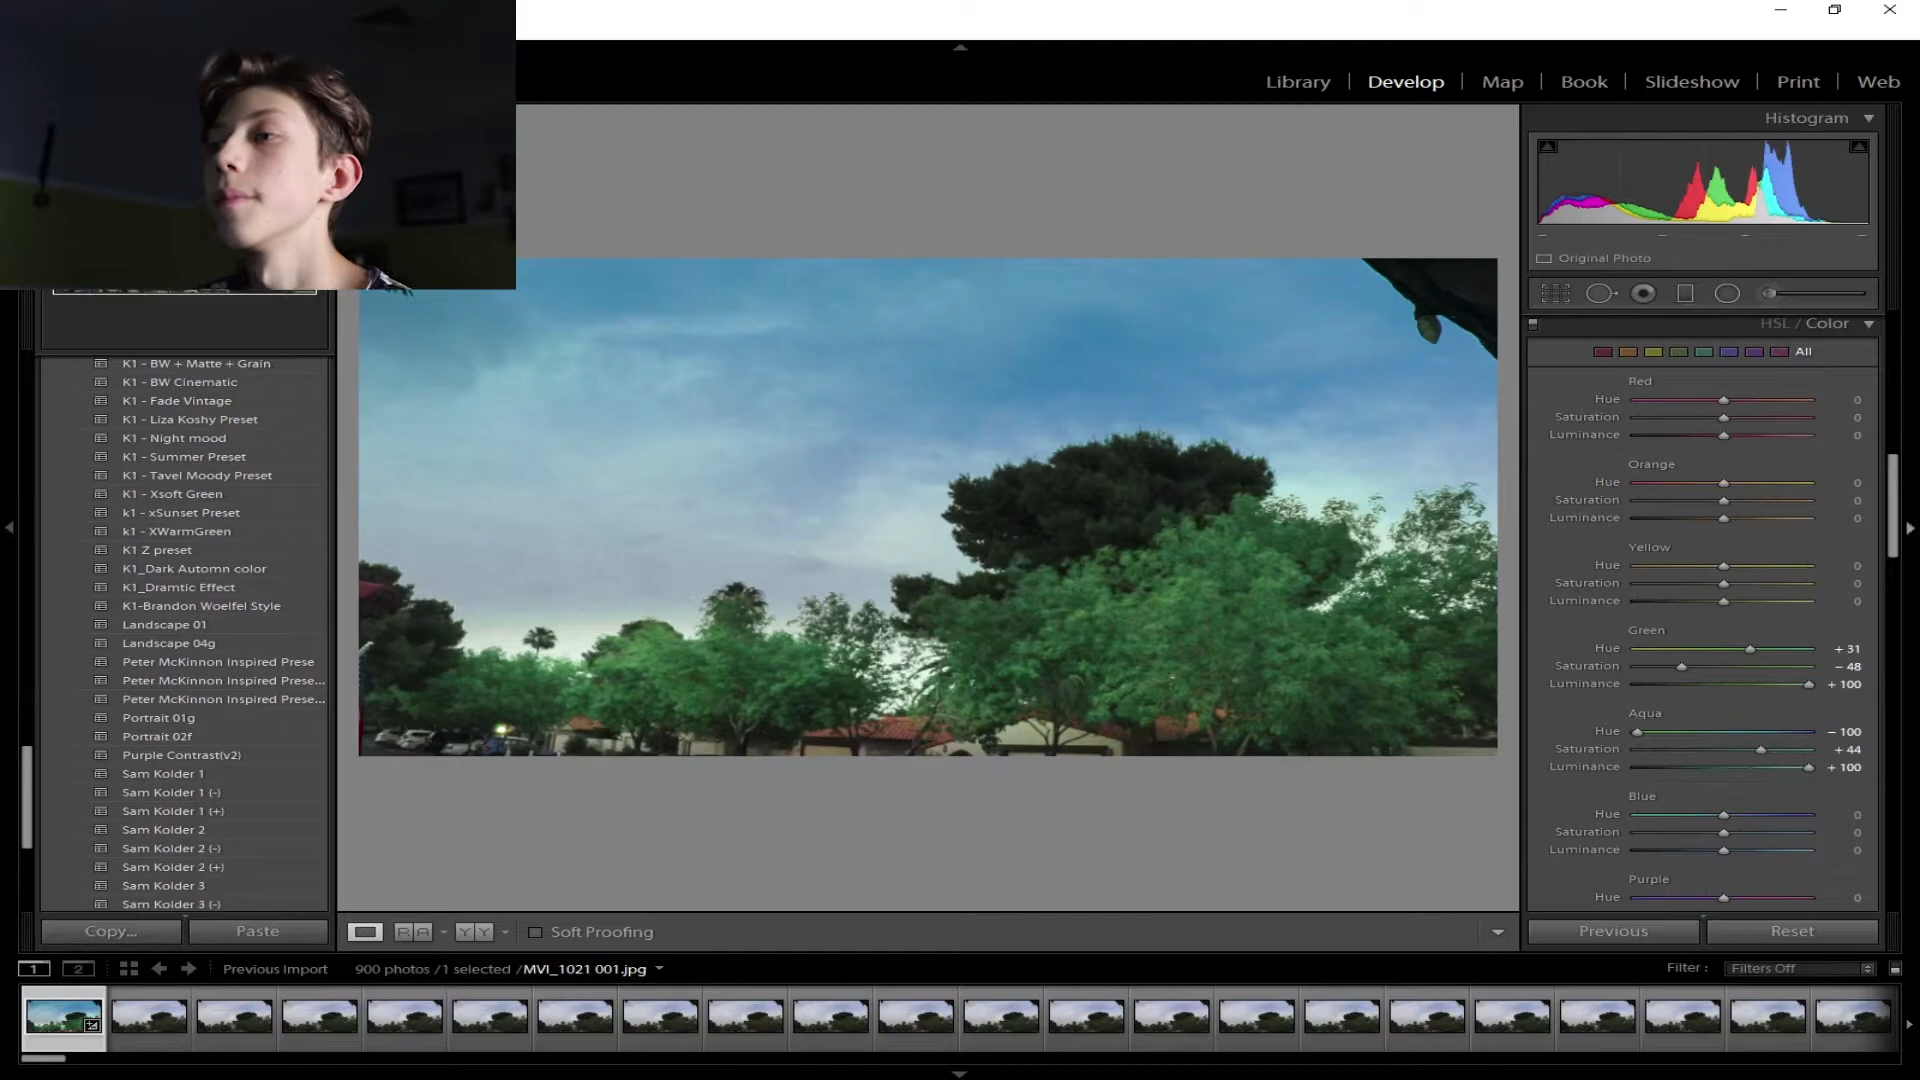 Library | Develop | Map | Book | Slideshow | Print | Web
Histogram
Original Photo
HSL / Color
All
Red
Hue 0
Saturation 0
Luminance 0
Orange
Hue 0
Saturation 0
Luminance 0
Yellow
Hue 0
Saturation 0
Luminance 0
Green
Hue + 31
Saturation - 48
Luminance + 100
Aqua
Hue - 100
Saturation + 44
Luminance + 100
Blue
Hue 0
Saturation 0
Luminance 0
Purple
Hue 0
K1 - BW + Matte + Grain
K1 - BW Cinematic
K1 - Fade Vintage
K1 - Liza Koshy Preset
K1 - Night mood
K1 - Summer Preset
K1 - Tavel Moody Preset
K1 - Xsoft Green
k1 - xSunset Preset
k1 - XWarmGreen
K1 Z preset
K1_Dark Automn color
K1_Dramtic Effect
K1-Brandon Woelfel Style
Landscape 01
Landscape 04g
Peter McKinnon Inspired Prese
Peter McKinnon Inspired Prese...
Peter McKinnon Inspired Prese...
Portrait 01g
Portrait 02f
Purple Contrast(v2)
Sam Kolder 1
Sam Kolder 1 (-)
Sam Kolder 1 (+)
Sam Kolder 2
Sam Kolder 2 (-)
Sam Kolder 2 (+)
Sam Kolder 3
Sam Kolder 3 (-)
Copy... Paste
R A Y Y Soft Proofing
Previous Reset
1 2 Previous Import 900 photos / 1 selected / MVI_1021 001.jpg
Filter : Filters Off